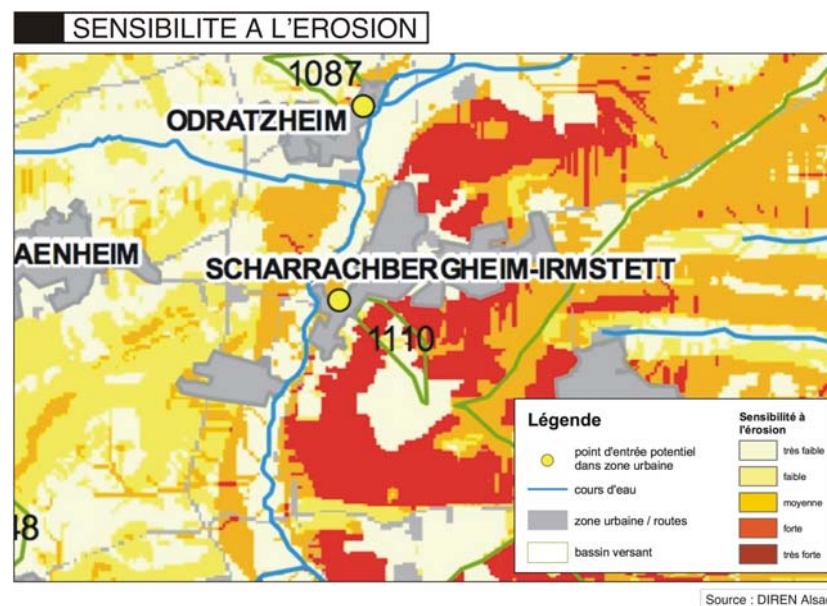 SENSIBILITE A L'EROSION
1087
ODRATZHEIM
AENHEIM
SCHARRACHBERGHEIM-IRMSTETT
1110
48
Légende
point d'entrée potentiel
dans zone urbaine
cours d'eau
zone urbaine / routes
bassin versant
Sensibilité à
l'érosion
très faible
faible
moyenne
forte
très forte
Source : DIREN Alsac